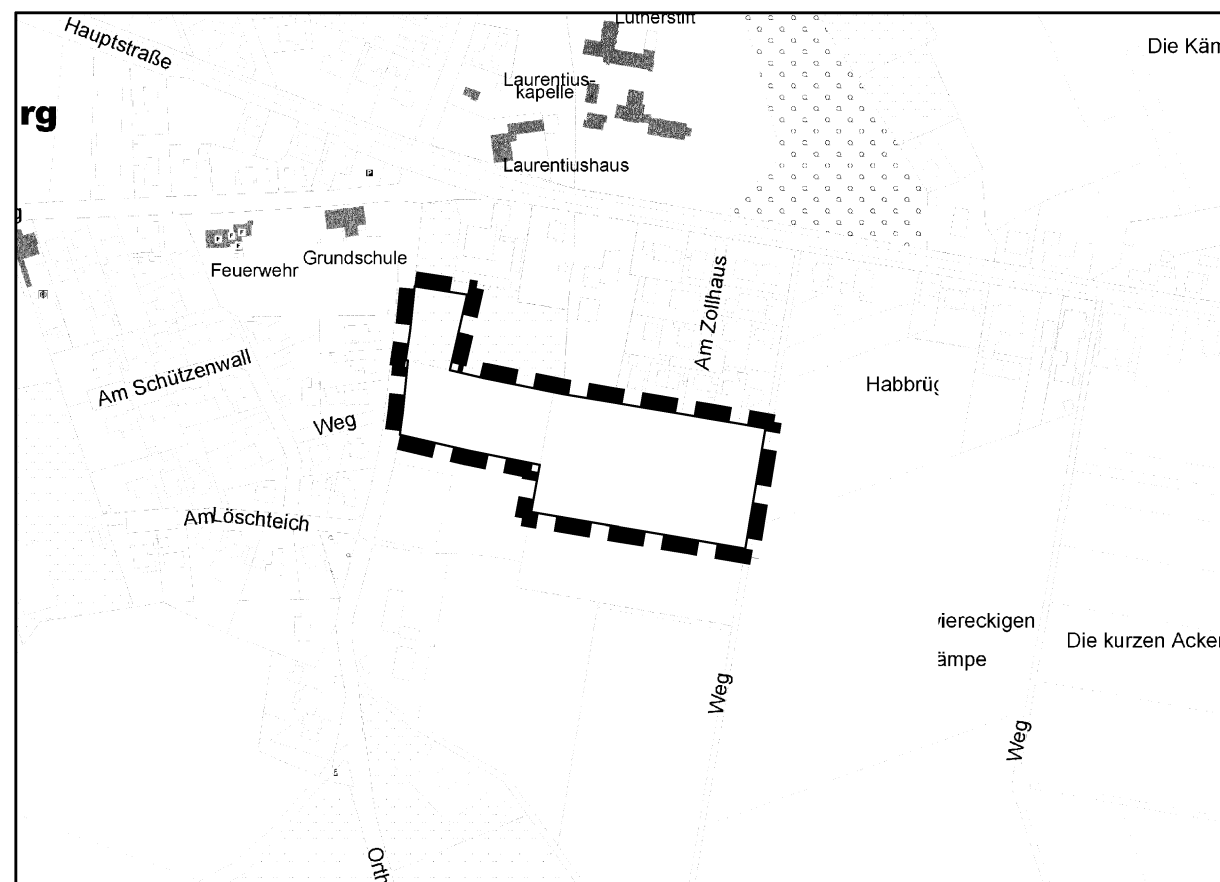 Hauptstraße
Lutherstift
Die Käm
Laurentius-
kapelle
rg
Laurentiushaus
P
g
Feuerwehr
Grundschule
Am Zollhaus
Am Schützenwall
Habbrüg
Weg
Am Löschteich
viereckigen
Die kurzen Acker
ämpe
Weg
Weg
Orth